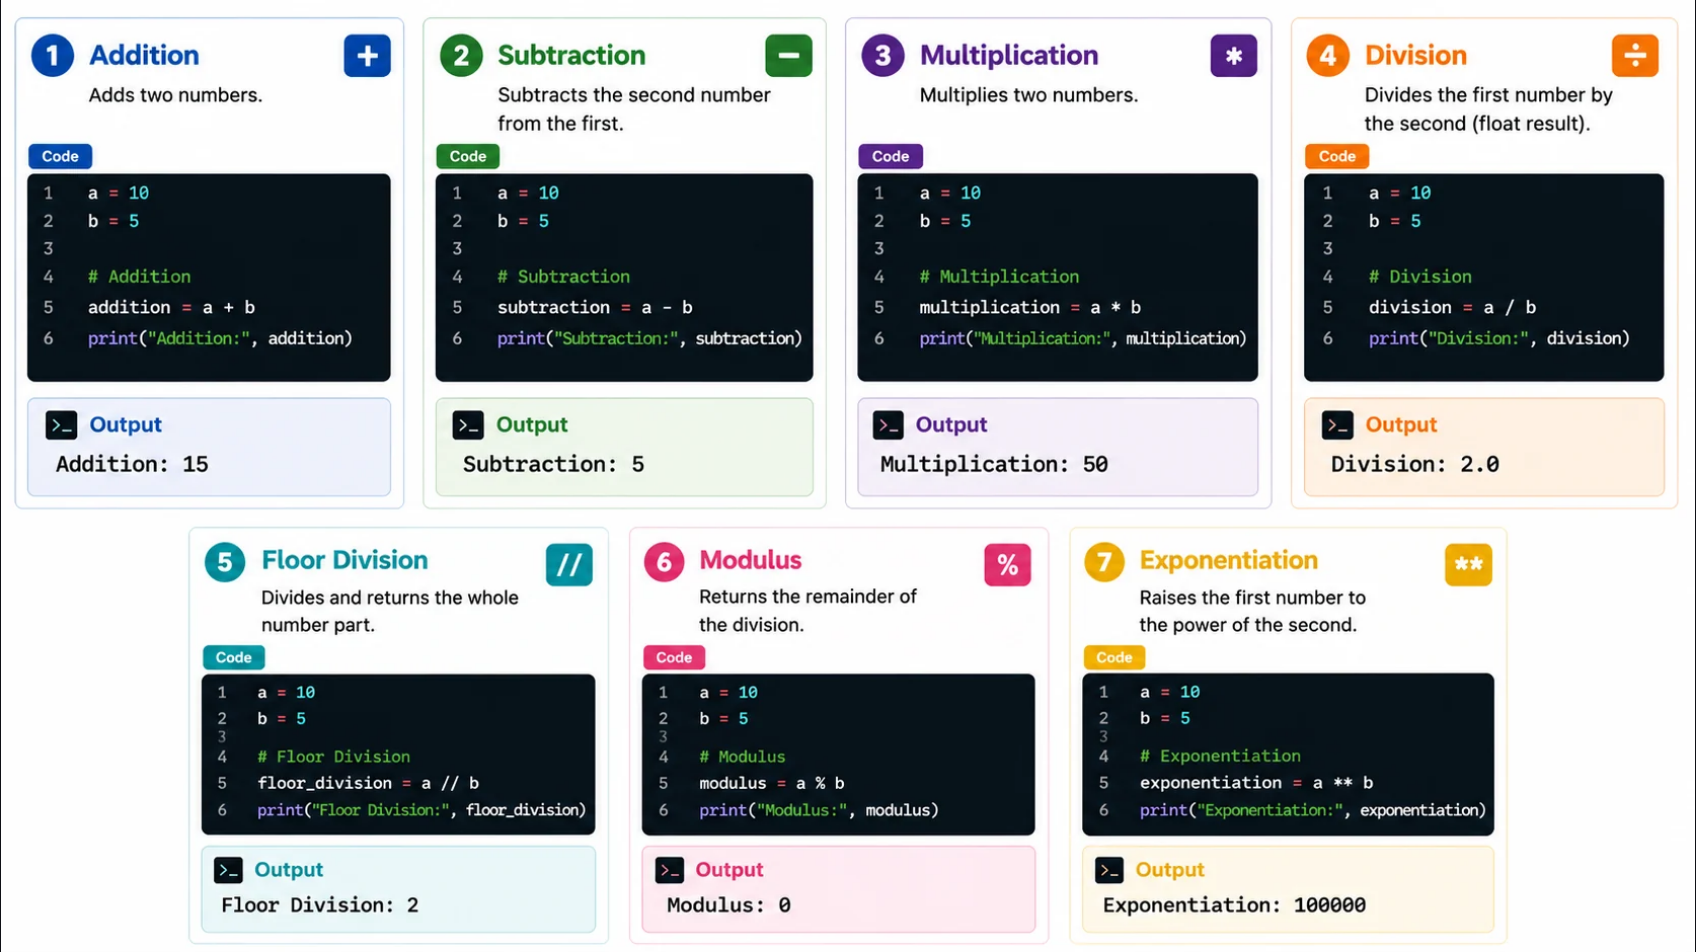 1 Addition +
Adds two numbers.
Code
1 a = 10
2 b = 5
3
4 # Addition
5 addition = a + b
6 print("Addition:", addition)
>_ Output
Addition: 15
2 Subtraction −
Subtracts the second number
from the first.
Code
1 a = 10
2 b = 5
3
4 # Subtraction
5 subtraction = a - b
6 print("Subtraction:", subtraction)
>_ Output
Subtraction: 5
3 Multiplication *
Multiplies two numbers.
Code
1 a = 10
2 b = 5
3
4 # Multiplication
5 multiplication = a * b
6 print("Multiplication:", multiplication)
>_ Output
Multiplication: 50
4 Division ÷
Divides the first number by
the second (float result).
Code
1 a = 10
2 b = 5
3
4 # Division
5 division = a / b
6 print("Division:", division)
>_ Output
Division: 2.0
5 Floor Division //
Divides and returns the whole
number part.
Code
1 a = 10
2 b = 5
3
4 # Floor Division
5 floor_division = a // b
6 print("Floor Division:", floor_division)
>_ Output
Floor Division: 2
6 Modulus %
Returns the remainder of
the division.
Code
1 a = 10
2 b = 5
3
4 # Modulus
5 modulus = a % b
6 print("Modulus:", modulus)
>_ Output
Modulus: 0
7 Exponentiation **
Raises the first number to
the power of the second.
Code
1 a = 10
2 b = 5
3
4 # Exponentiation
5 exponentiation = a ** b
6 print("Exponentiation:", exponentiation)
>_ Output
Exponentiation: 100000